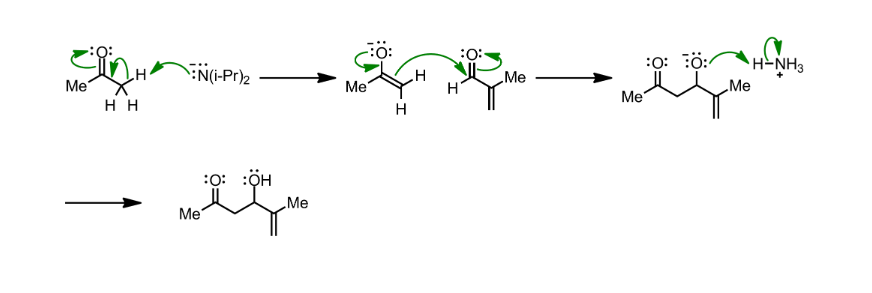 :O:
Me H H H
:N(i-Pr)₂
:O:
Me H H
:O:
H Me
:O:
Me
:O:
Me
H-NH₃
+
:O:
Me
:OH
Me